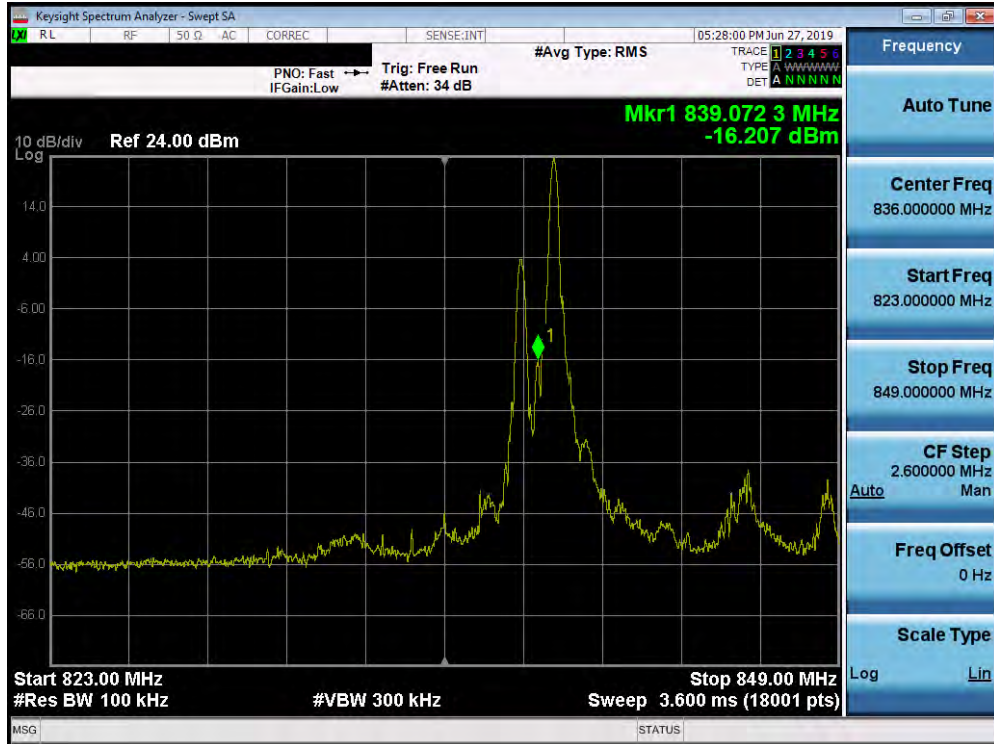 Keysight Spectrum Analyzer - Swept SA
LXI RL RF 50 Ω AC CORREC SENSE:INT 05:28:00 PM Jun 27, 2019
#Avg Type: RMS
TRACE 1 2 3 4 5 6
TYPE A WWWWW
DET A N N N N N
PNO: Fast Trig: Free Run
IFGain:Low #Atten: 34 dB
Mkr1 839.072 3 MHz
-16.207 dBm
10 dB/div Ref 24.00 dBm
Log
14.0
4.00
-6.00
-16.0
-26.0
-36.0
-46.0
-56.0
-66.0
1
Start 823.00 MHz Stop 849.00 MHz
#Res BW 100 kHz #VBW 300 kHz Sweep 3.600 ms (18001 pts)
MSG STATUS
Frequency
Auto Tune
Center Freq
836.000000 MHz
Start Freq
823.000000 MHz
Stop Freq
849.000000 MHz
CF Step
2.600000 MHz
Auto Man
Freq Offset
0 Hz
Scale Type
Log Lin